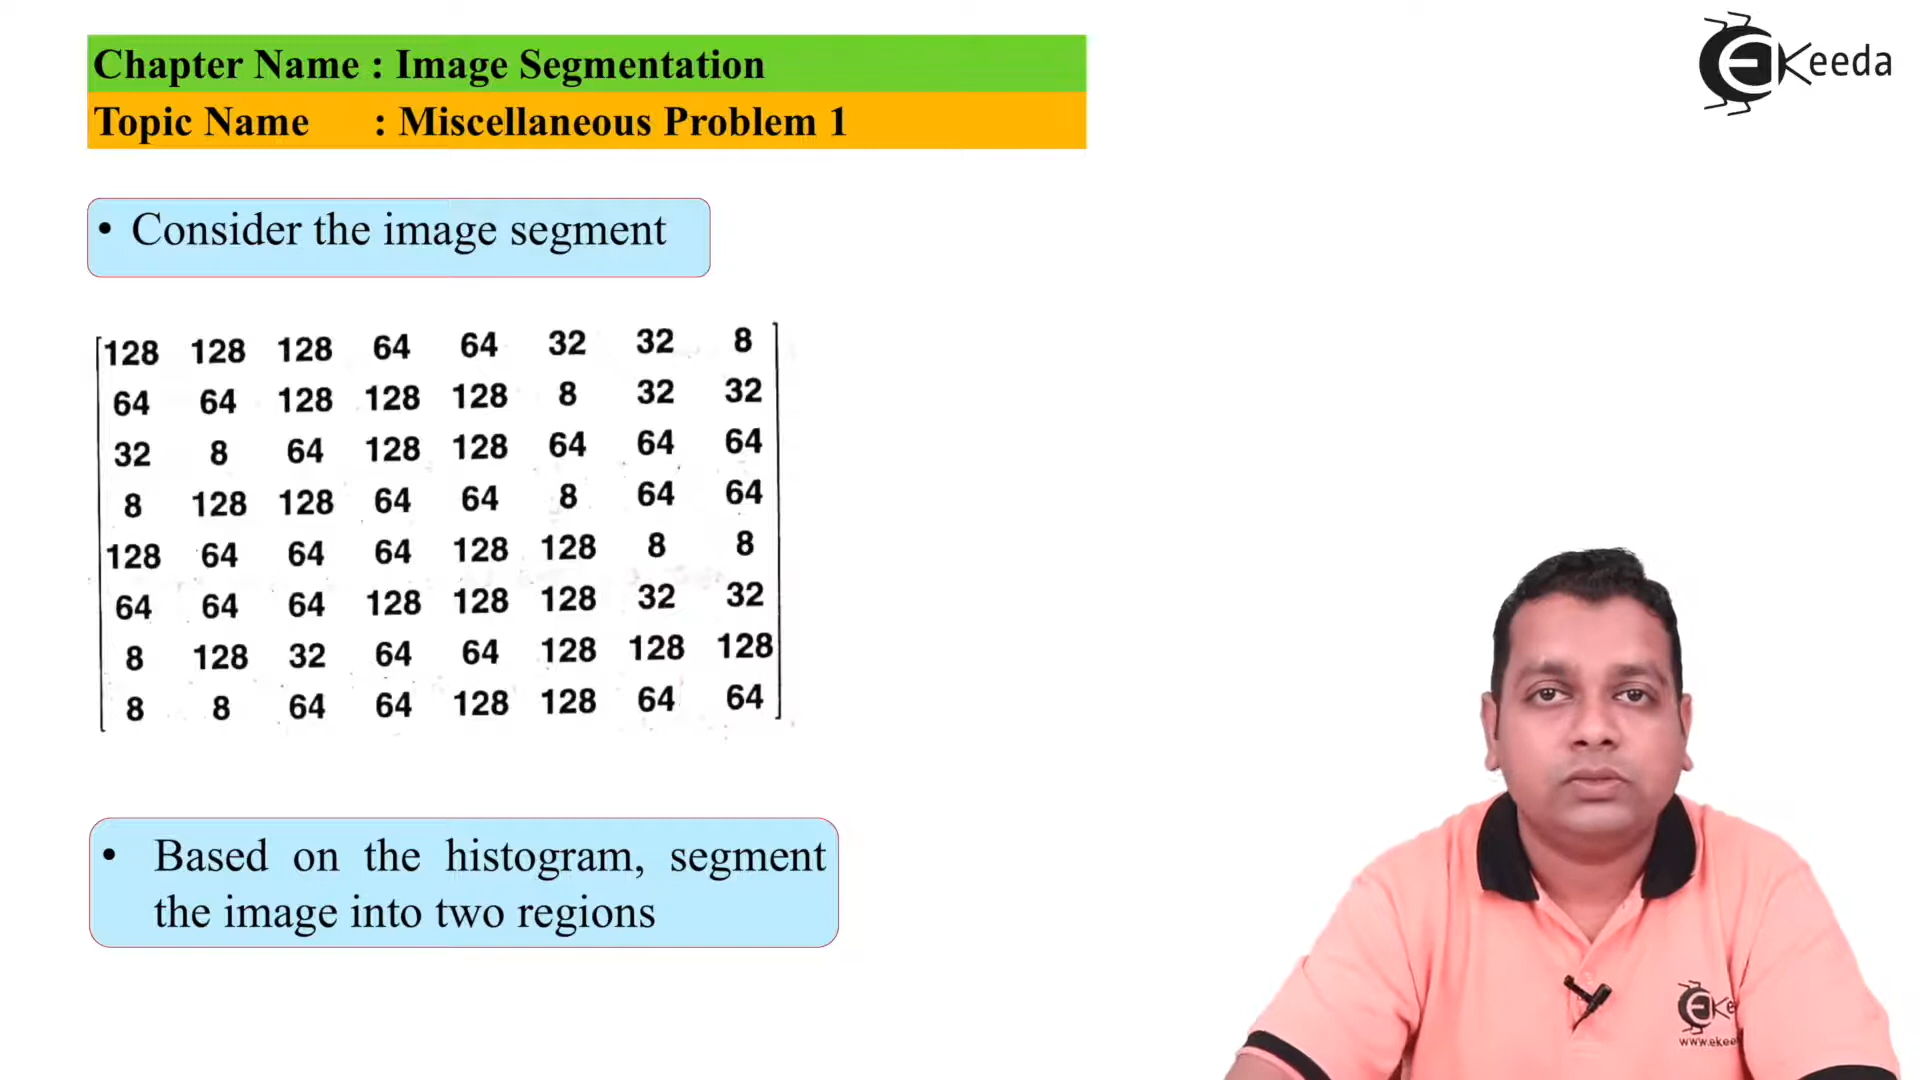 Chapter Name : Image Segmentation
Topic Name : Miscellaneous Problem 1
Keeda
• Consider the image segment
128 128 128 64 64 32 32 8
64 64 128 128 128 8 32 32
32 8 64 128 128 64 64 64
8 128 128 64 64 8 64 64
128 64 64 64 128 128 8 8
64 64 64 128 128 128 32 32
8 128 32 64 64 128 128 128
8 8 64 64 128 128 64 64
• Based on the histogram, segment
the image into two regions